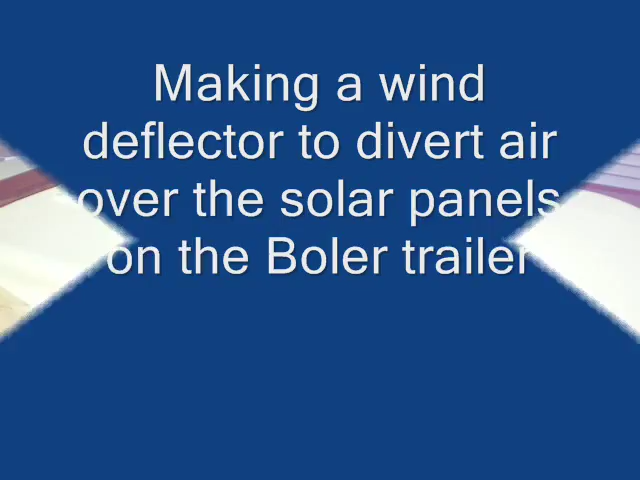 Making a wind
deflector to divert air
over the solar panels
on the Boler trailer